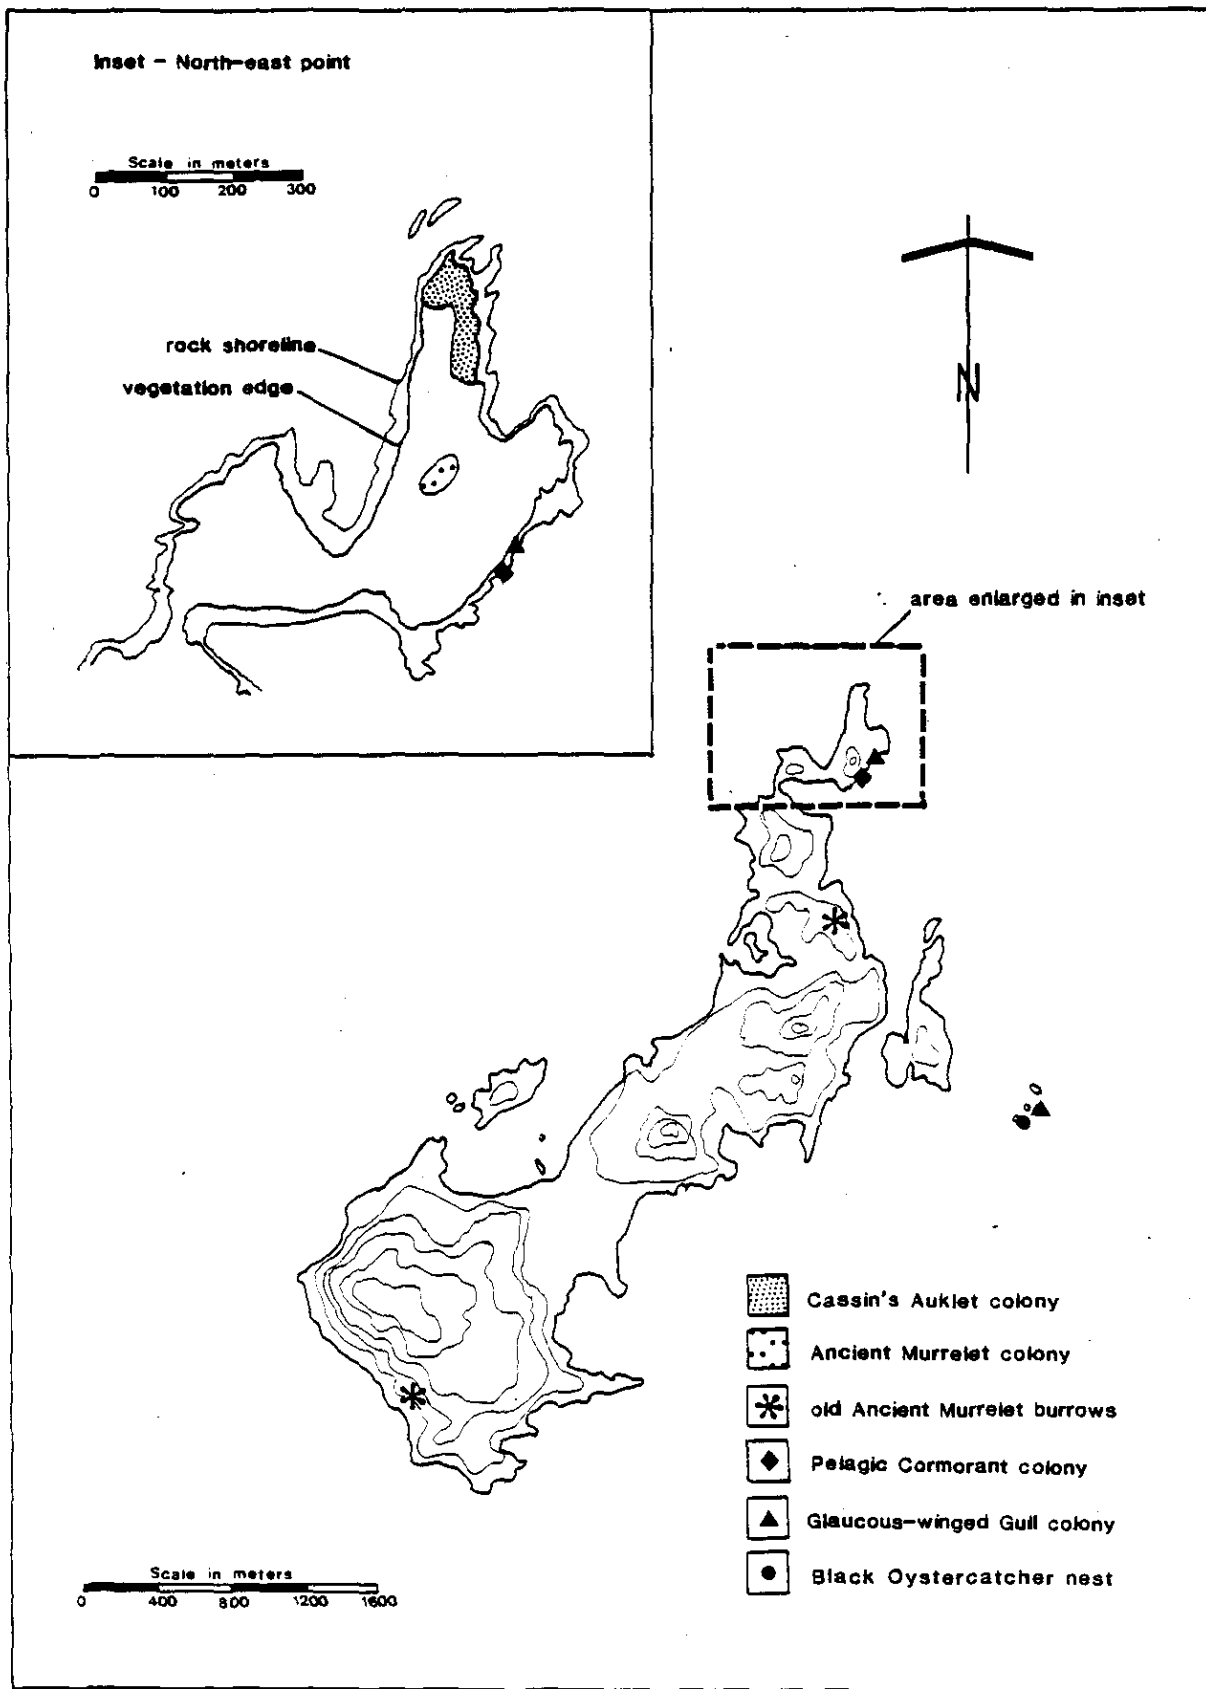 Inset - North-east point
Scale in meters
0 100 200 300
rock shoreline
vegetation edge
N
area enlarged in inset
Cassin's Auklet colony
Ancient Murrelet colony
old Ancient Murrelet burrows
Pelagic Cormorant colony
Glaucous-winged Gull colony
Black Oystercatcher nest
Scale in meters
0 400 800 1200 1600